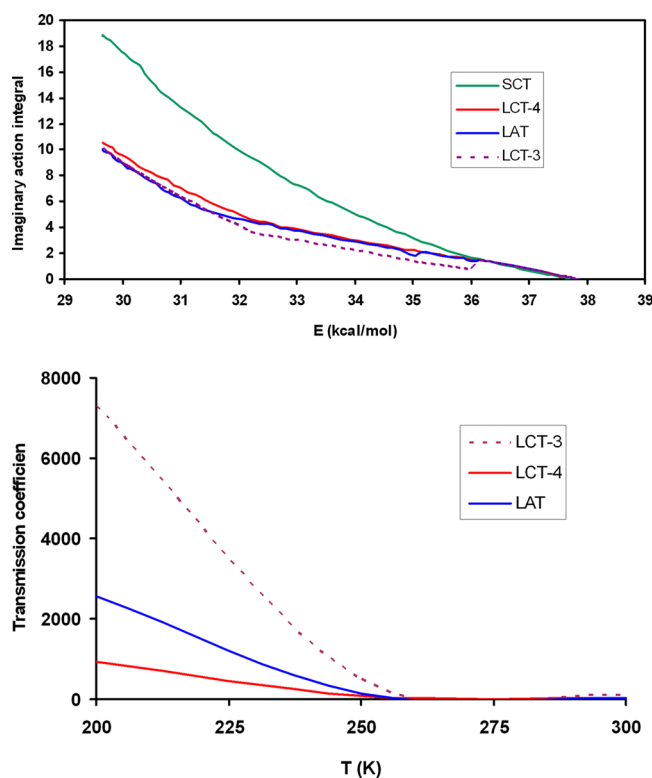 20
18
16
14
12
10
8
6
4
2
0
Imaginary action integral
SCT
LCT-4
LAT
LCT-3
29 30 31 32 33 34 35 36 37 38 39
E (kcal/mol)
8000
6000
4000
2000
0
Transmission coefficien
LCT-3
LCT-4
LAT
200 225 250 275 300
T (K)